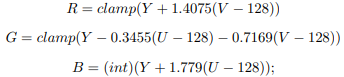 R = clamp(Y + 1.4075(V − 128))
G = clamp(Y − 0.3455(U − 128) − 0.7169(V − 128))
B = (int)(Y + 1.779(U − 128));